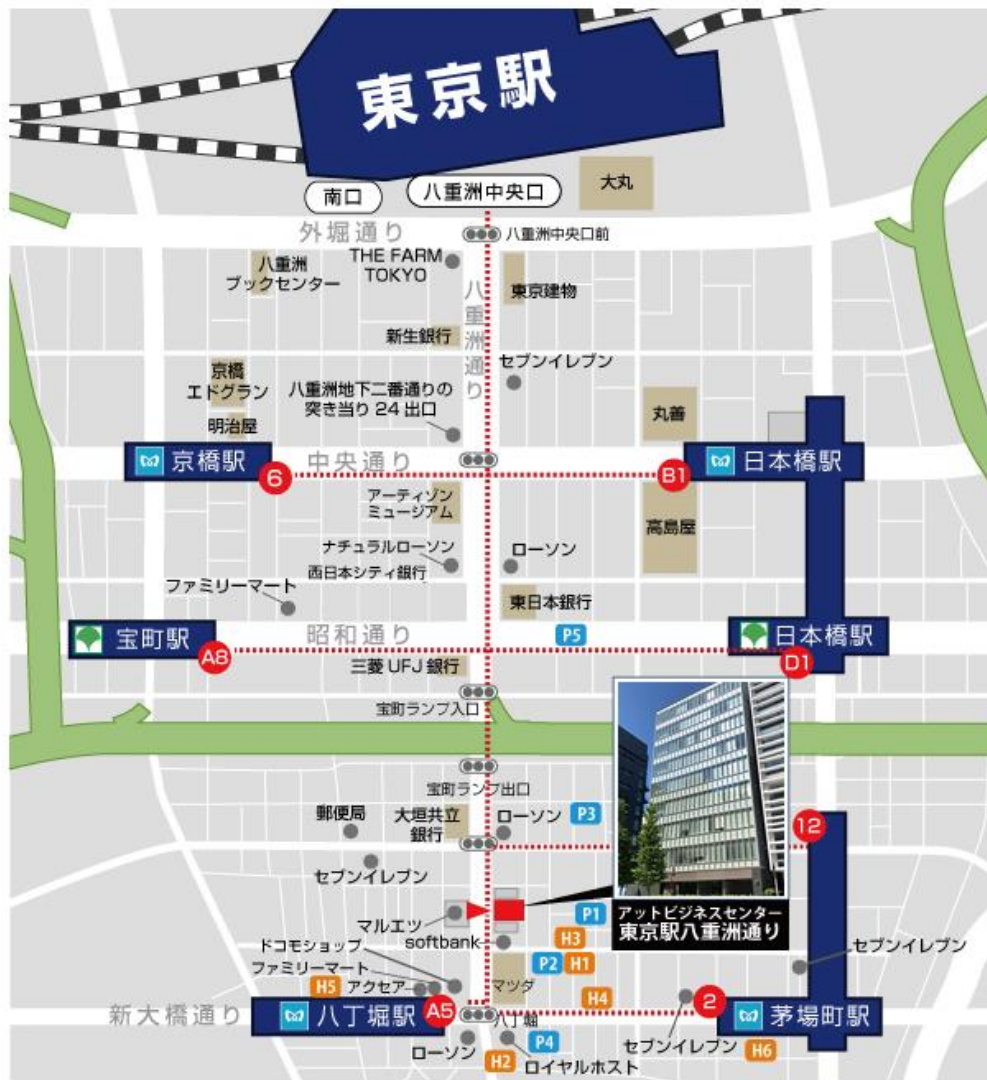 東京駅
南口
八重洲中央口
大丸
外堀通り
八重洲中央口前
八重洲
ブックセンター
THE FARM
TOKYO
東京建物
八重洲通り
新生銀行
京橋
エドグラン
セブンイレブン
八重洲地下二番通りの
突き当り 24 出口
丸善
明治屋
京橋駅
6
中央通り
B1
日本橋駅
アーティゾン
ミュージアム
高島屋
ナチュラルローソン
ローソン
西日本シティ銀行
ファミリーマート
東日本銀行
宝町駅
A8
昭和通り
P5
日本橋駅
D1
三菱 UFJ 銀行
宝町ランプ入口
宝町ランプ出口
郵便局
大垣共立
銀行
ローソン
P3
12
セブンイレブン
マルエツ
P1
アットビジネスセンター
東京駅八重洲通り
softbank
H3
ドコモショップ
P2
H1
セブンイレブン
ファミリーマート
H5
アクセア
マツダ
H4
新大橋通り
八丁堀駅
A5
八丁堀
2
茅場町駅
ローソン
H2
P4
ロイヤルホスト
セブンイレブン
H6